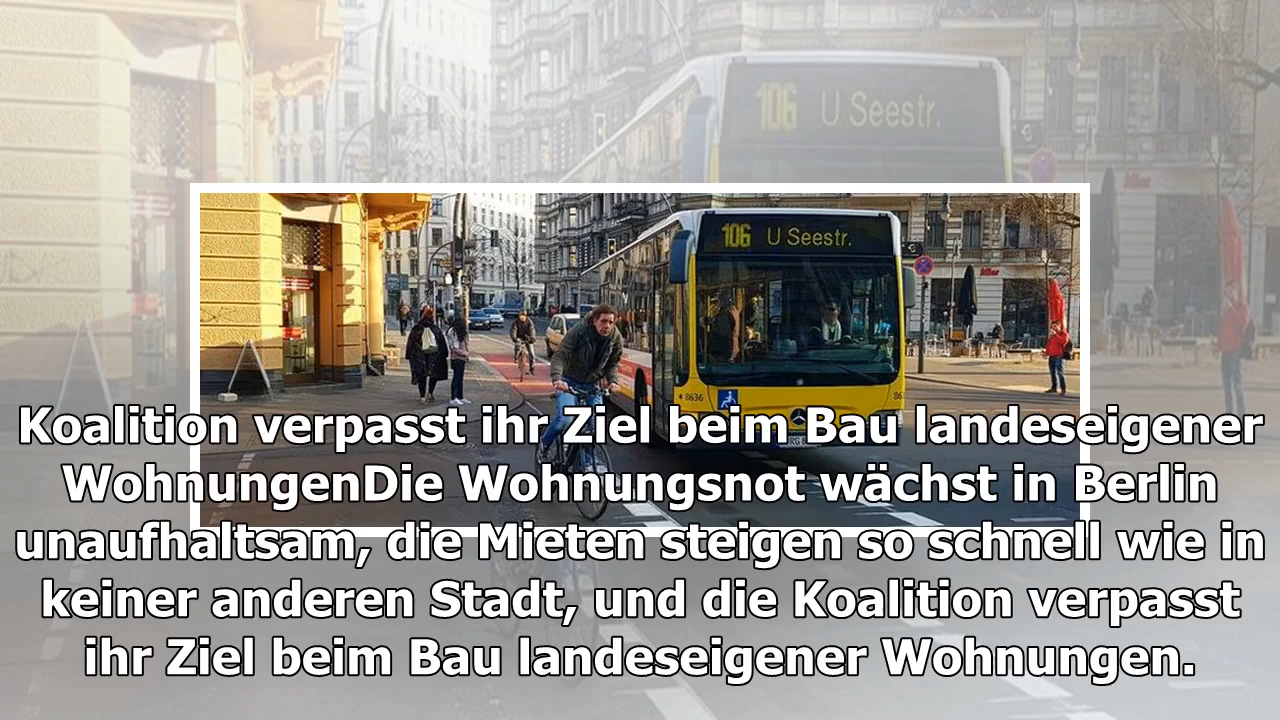 106 U Seestr.
106 U Seestr.
8636
Koalition verpasst ihr Ziel beim Bau landeseigener
WohnungenDie Wohnungsnot wächst in Berlin
unaufhaltsam, die Mieten steigen so schnell wie in
keiner anderen Stadt, und die Koalition verpasst
ihr Ziel beim Bau landeseigener Wohnungen.